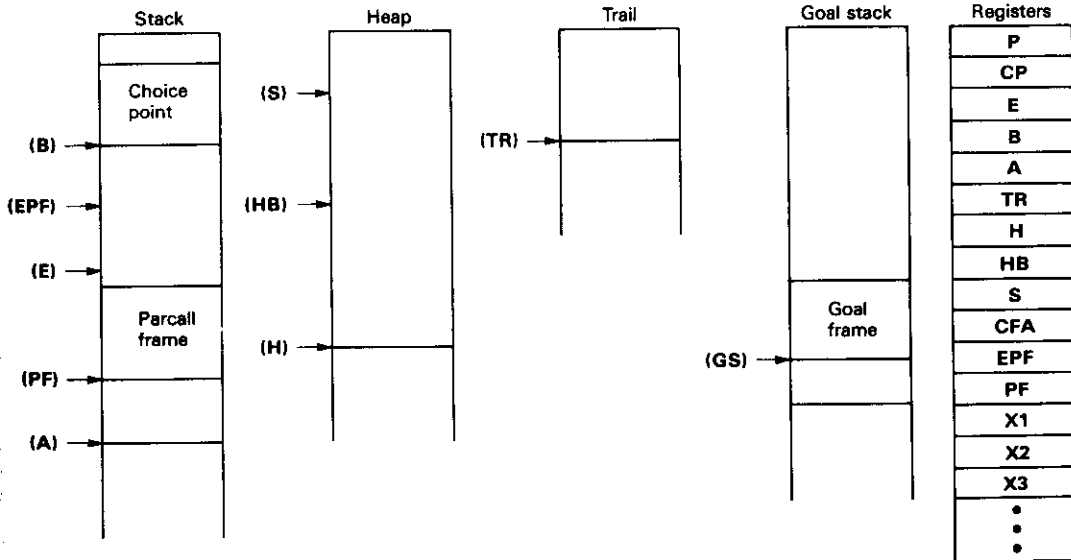 Stack
Choice
point
(B)
(EPF)
(E)
Parcall
frame
(PF)
(A)
Heap
(S)
(HB)
(H)
Trail
(TR)
Goal stack
Goal
frame
(GS)
Registers
P
CP
E
B
A
TR
H
HB
S
CFA
EPF
PF
X1
X2
X3